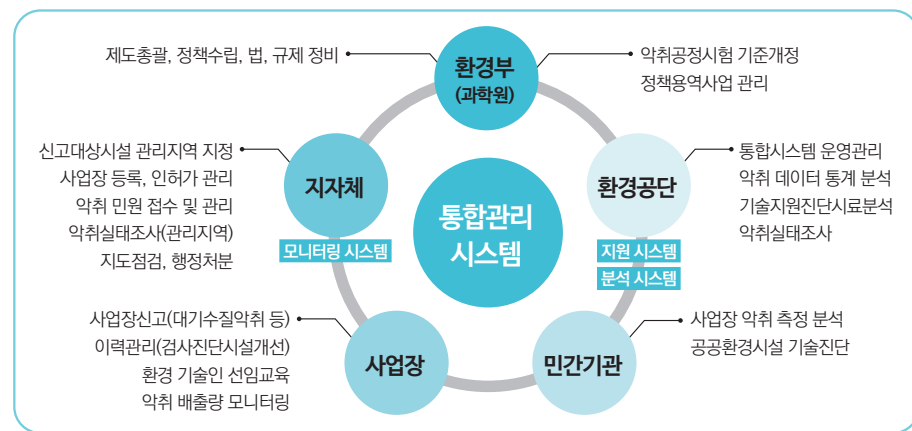 제도총괄, 정책수립, 법, 규제 정비
환경부
(과학원)
악취공정시험 기준개정
정책용역사업 관리
신고대상시설 관리지역 지정
사업장 등록, 인허가 관리
악취 민원 접수 및 관리
악취실태조사(관리지역)
지도점검, 행정처분
지자체
모니터링 시스템
통합관리
시스템
환경공단
지원 시스템
분석 시스템
통합시스템 운영관리
악취 데이터 통계 분석
기술지원진단시료분석
악취실태조사
사업장신고(대기수질악취 등)
이력관리(검사진단시설개선)
환경 기술인 선임교육
악취 배출량 모니터링
사업장
민간기관
사업장 악취 측정 분석
공공환경시설 기술진단